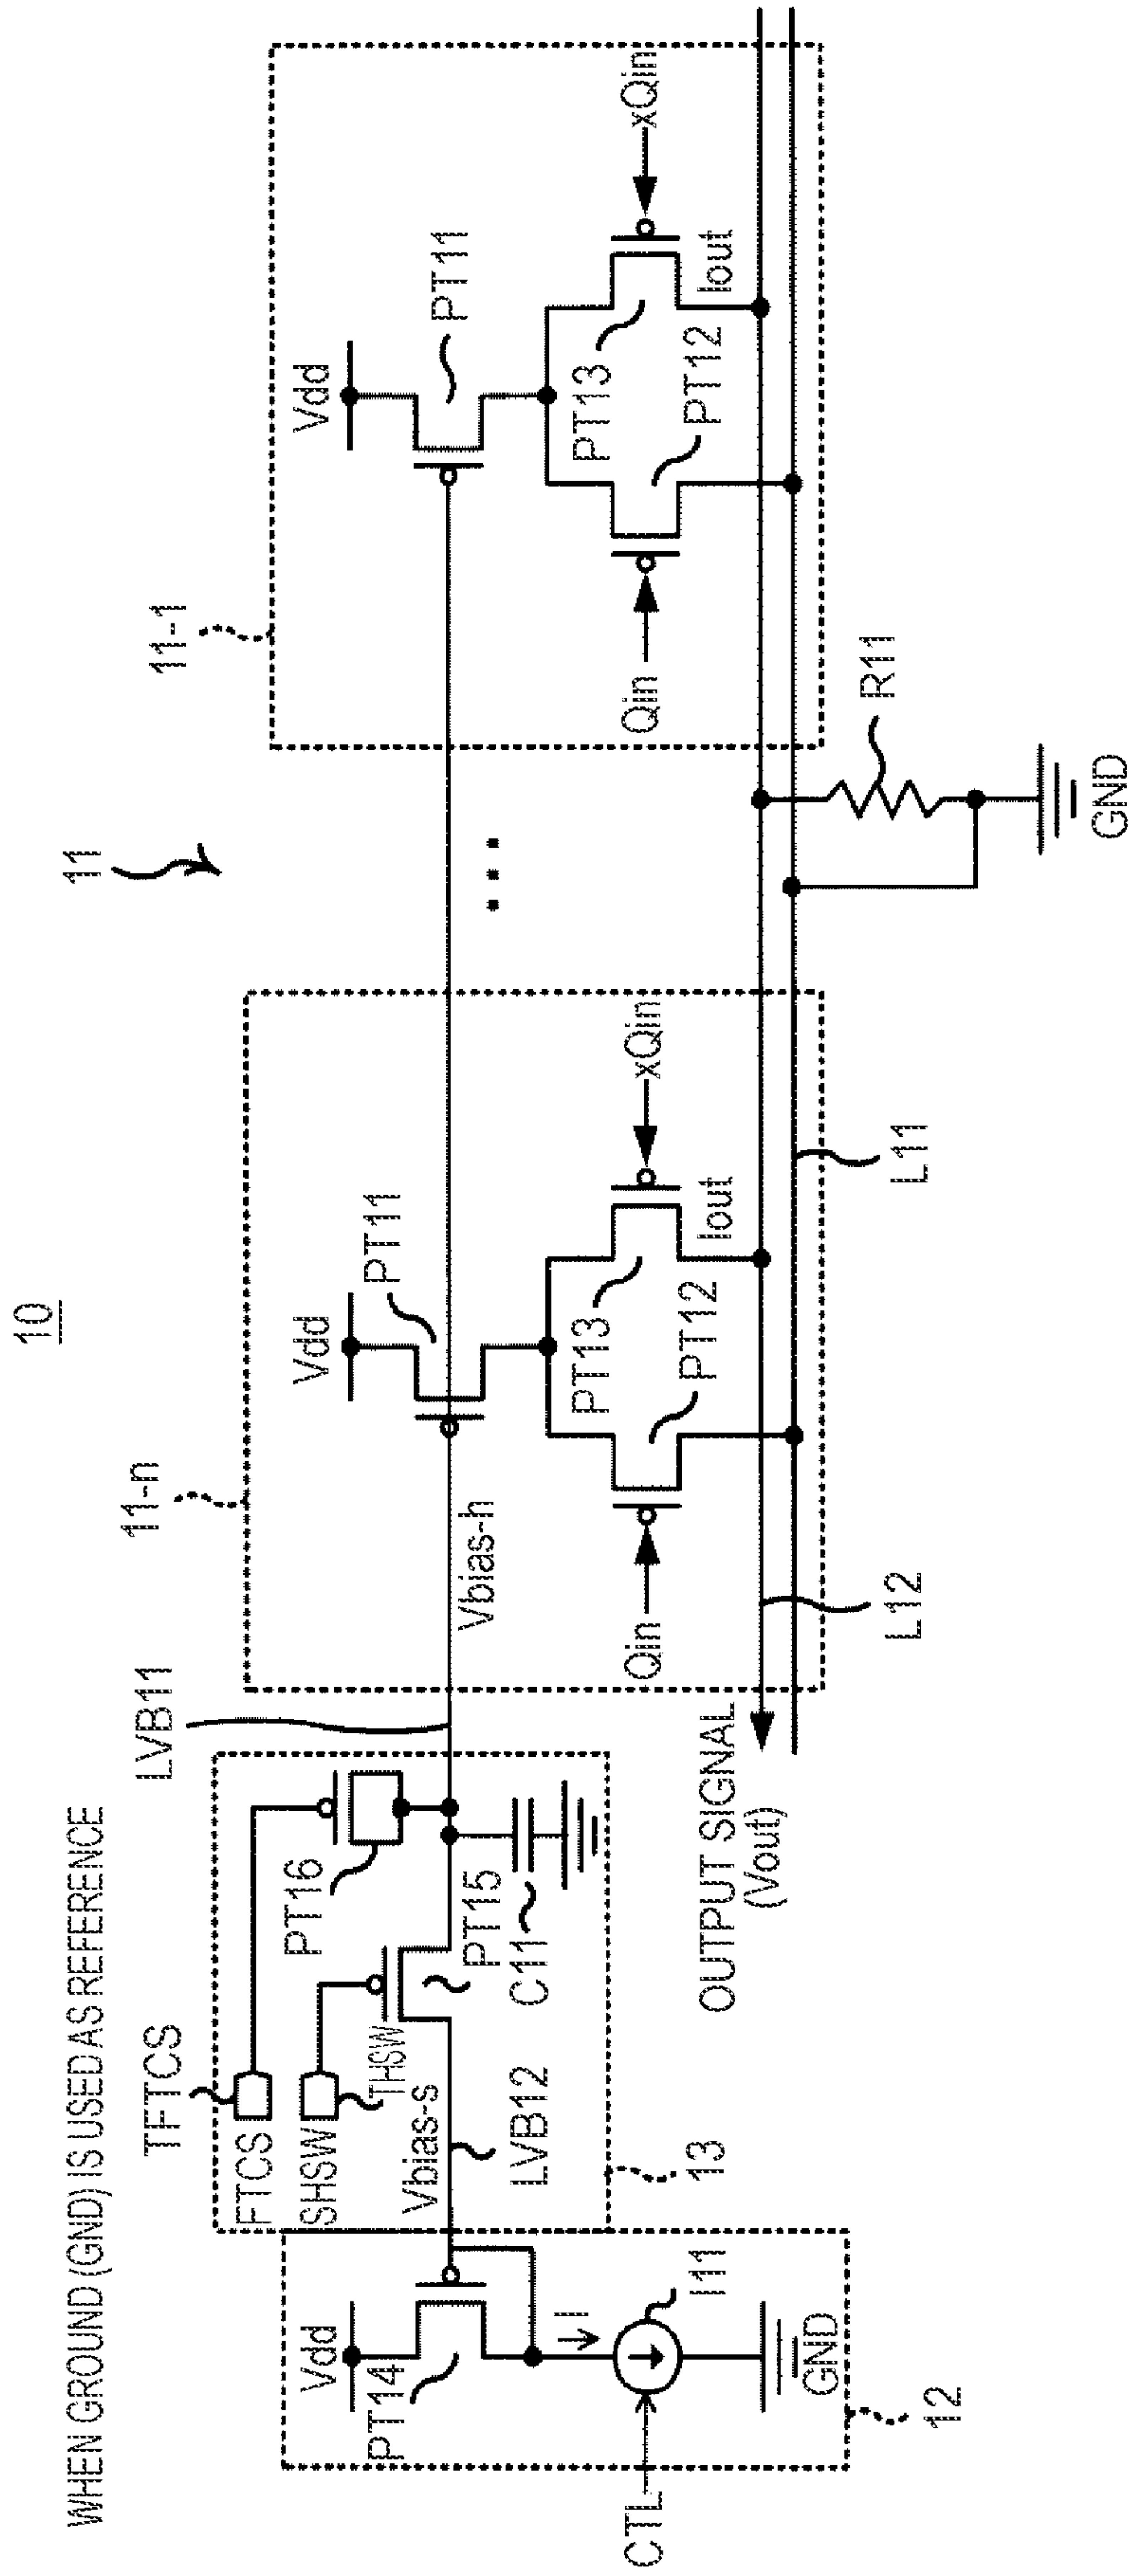 10
WHEN GROUND (GND) IS USED AS REFERENCE
11
TFTCS
LVB11
11-n
11-1
FTCS
SHSW
THSW
PT16
PT15
C11
Vbias-s
LVB12
13
Vdd
PT14
I
I11
GND
CTL
12
Vbias-h
Vdd
PT11
Qin
PT12
PT13
xQin
Iout
Vdd
PT11
Qin
PT12
PT13
xQin
Iout
L12
L11
R11
GND
OUTPUT SIGNAL
(Vout)